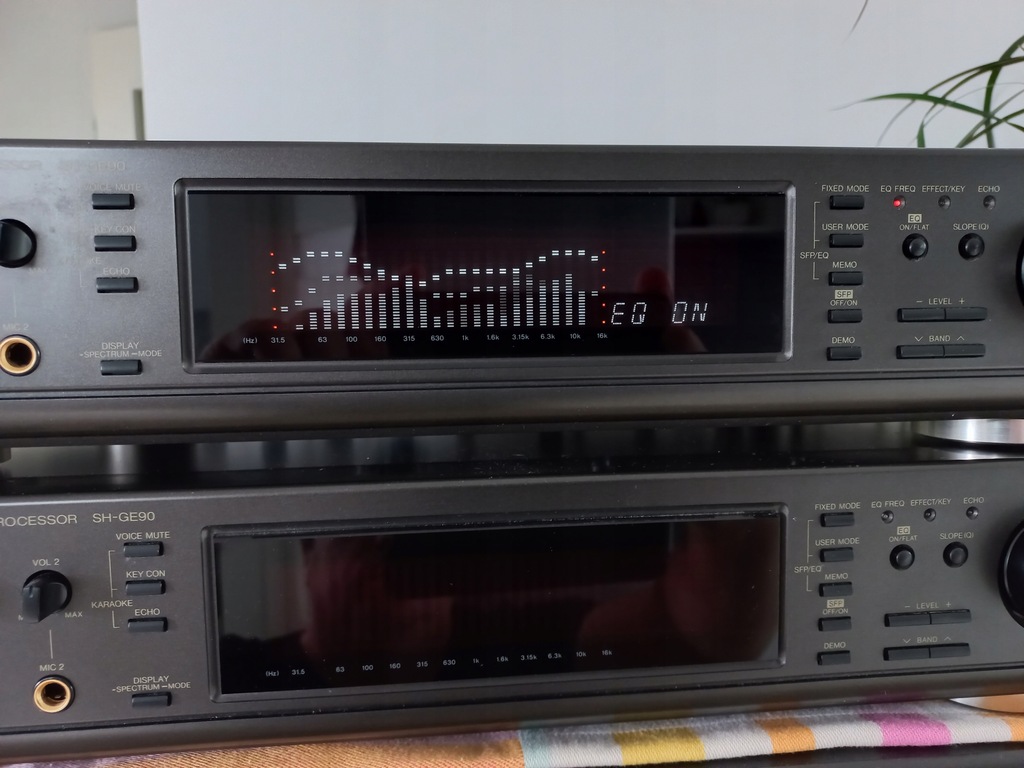 VOICE MUTE
KEY CON
ECHO
MIC 2
DISPLAY
+SPECTRUM −MODE
(Hz) 31.5 63 100 160 315 630 1k 1.6k 3.15k 6.3k 10k 16k
EQ ON
FIXED MODE EQ FREQ EFFECT/KEY ECHO
EQ
USER MODE ON/FLAT SLOPE(Q)
SFP/EQ
MEMO
SFP
OFF/ON − LEVEL +
DEMO BAND
ROCESSOR SH-GE90
VOICE MUTE
VOL 2
KEY CON
KARAOKE
MAX
ECHO
MIC 2
DISPLAY
+SPECTRUM −MODE
(Hz) 31.5 63 100 160 315 630 1k 1.6k 3.15k 6.3k 10k 16k
FIXED MODE EQ FREQ EFFECT/KEY ECHO
EQ
USER MODE ON/FLAT SLOPE(Q)
SFP/EQ
MEMO
SFP
OFF/ON − LEVEL +
DEMO BAND